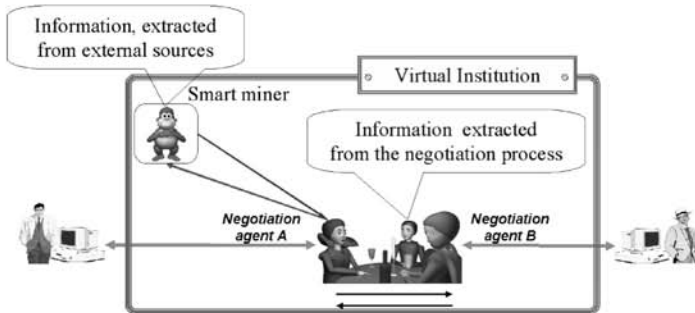 Information, extracted
from external sources
Virtual Institution
Smart miner
Information extracted
from the negotiation process
Negotiation
agent A
Negotiation
agent B